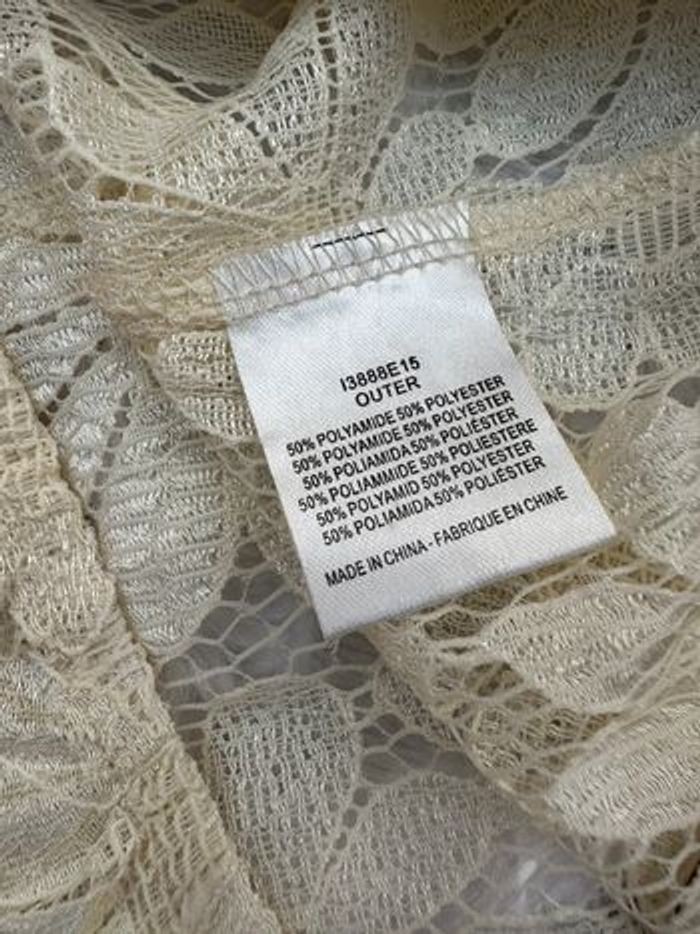 I3888E15
OUTER
50% POLYAMIDE 50% POLYESTER
50% POLYAMIDE 50% POLYESTER
50% POLIAMIDA 50% POLIÉSTER
50% POLIAMMIDE 50% POLIESTERE
50% POLYAMID 50% POLYESTER
50% POLIAMIDA 50% POLIÉSTER
MADE IN CHINA - FABRIQUE EN CHINE